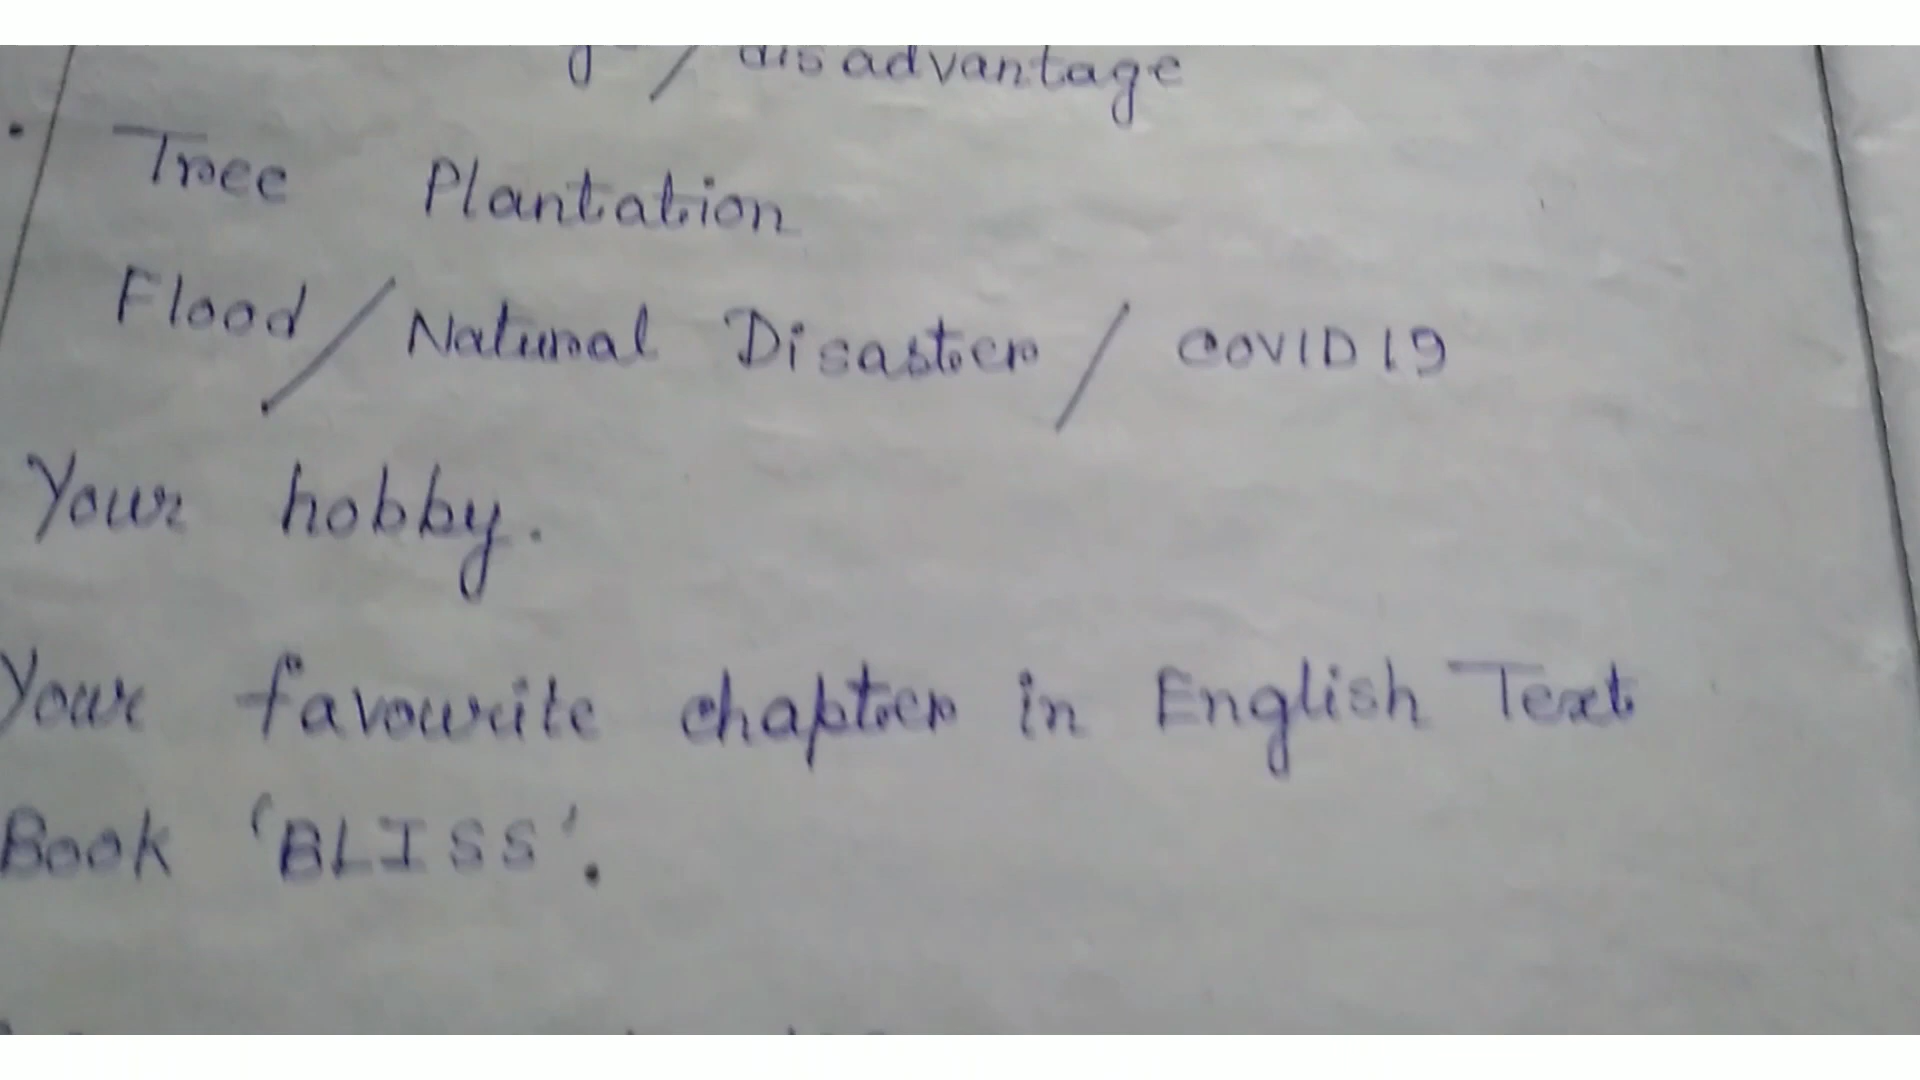 / disadvantage
Tree Plantation
Flood / Natural Disaster / COVID 19
Your hobby.
Your favourite chapter in English Text
Book 'BLISS'.